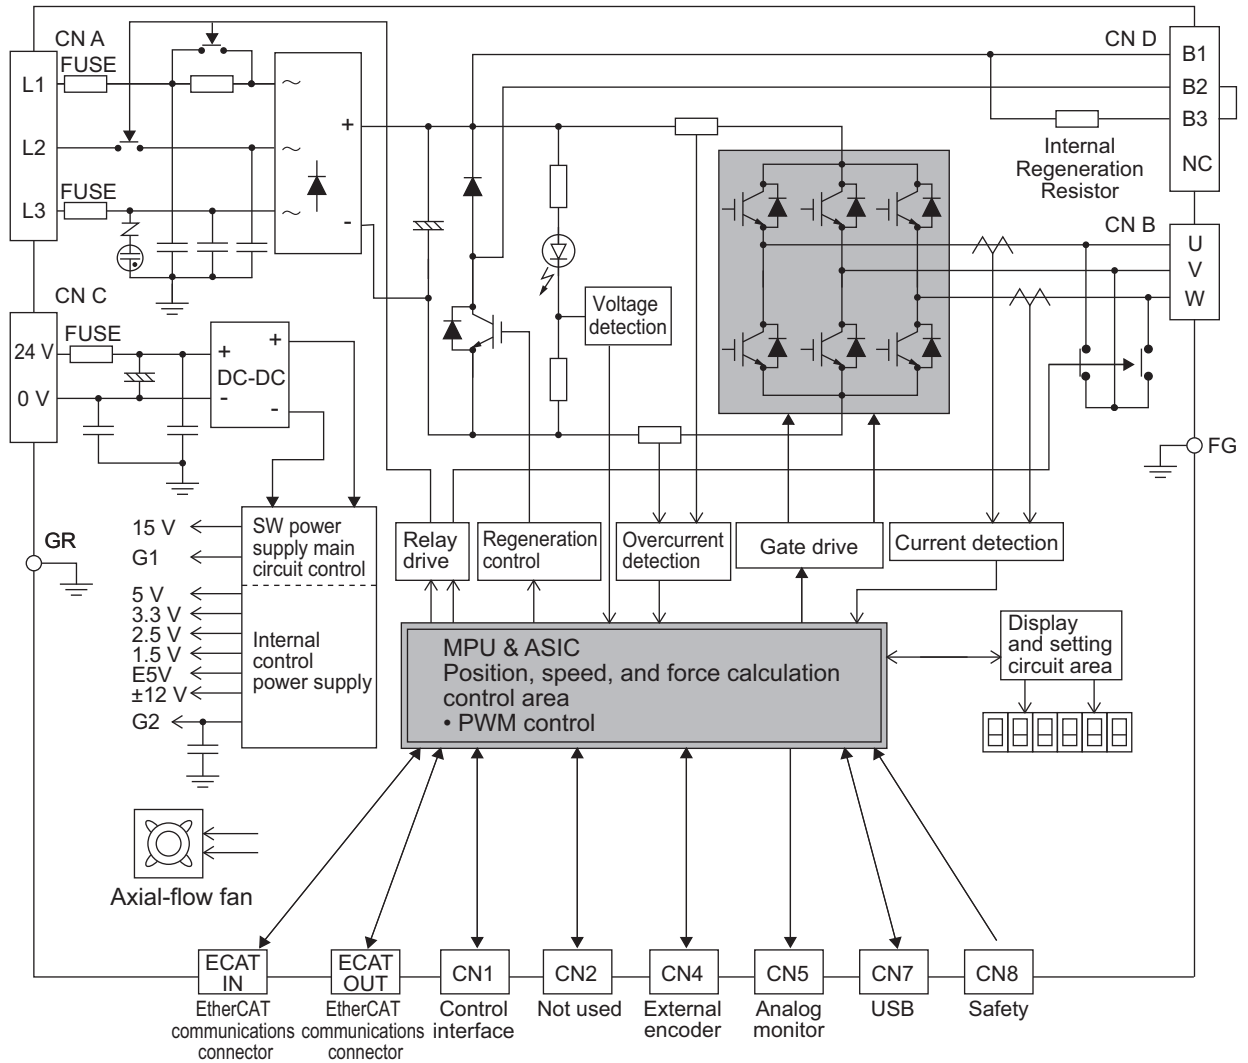 CN A
FUSE
L1
L2
FUSE
L3
+
-
CN D
B1
B2
B3
NC
Internal
Regeneration
Resistor
CN B
U
V
W
CN C
FUSE
24 V
0 V
+
+
DC-DC
-
-
Voltage
detection
FG
GR
15 V
G1
5 V
3.3 V
2.5 V
1.5 V
E5V
±12 V
G2
SW power
supply main
circuit control
Internal
control
power supply
Relay
drive
Regeneration
control
Overcurrent
detection
Gate drive
Current detection
MPU & ASIC
Position, speed, and force calculation
control area
• PWM control
Display
and setting
circuit area
Axial-flow fan
ECAT
IN
EtherCAT
communications
connector
ECAT
OUT
EtherCAT
communications
connector
CN1
Control
interface
CN2
Not used
CN4
External
encoder
CN5
Analog
monitor
CN7
USB
CN8
Safety